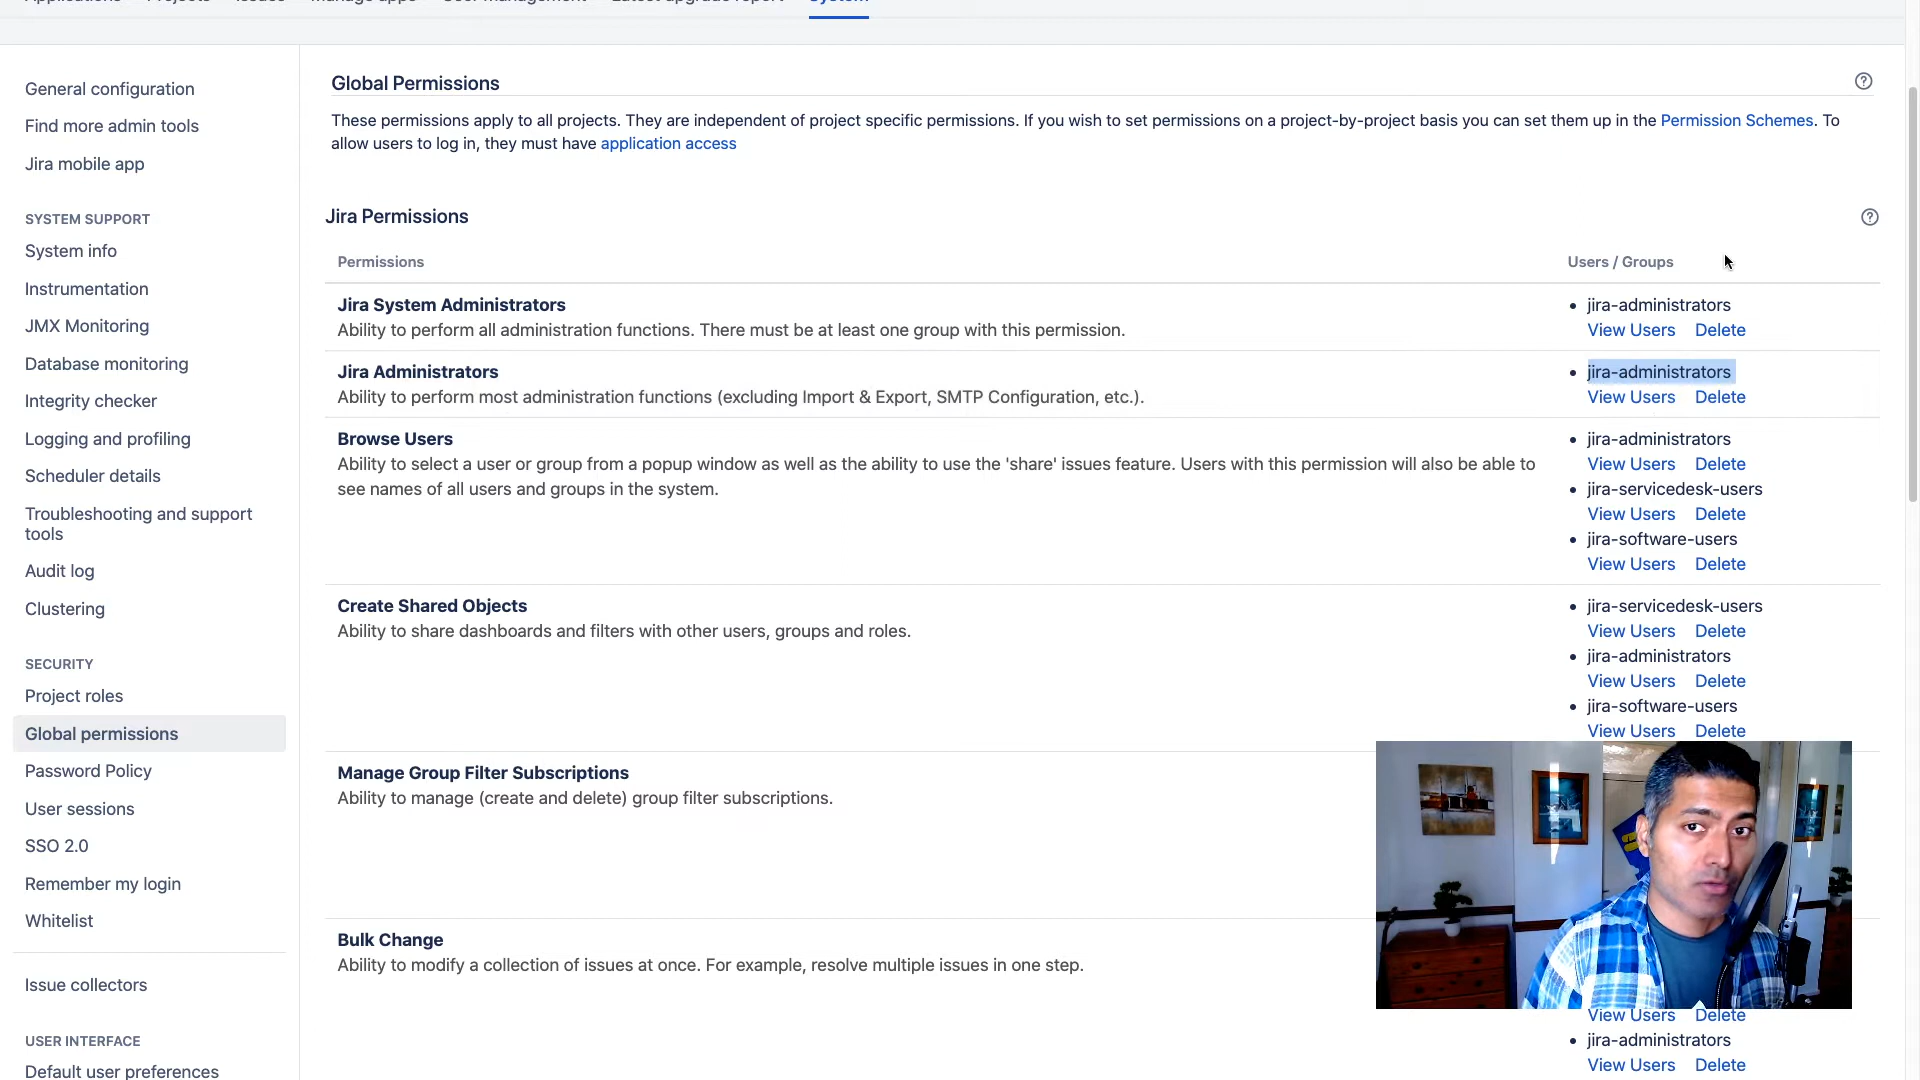 System
General configuration
Find more admin tools
Jira mobile app
SYSTEM SUPPORT
System info
Instrumentation
JMX Monitoring
Database monitoring
Integrity checker
Logging and profiling
Scheduler details
Troubleshooting and support
tools
Audit log
Clustering
SECURITY
Project roles
Global permissions
Password Policy
User sessions
SSO 2.0
Remember my login
Whitelist
Issue collectors
USER INTERFACE
Default user preferences
Global Permissions
These permissions apply to all projects. They are independent of project specific permissions. If you wish to set permissions on a project-by-project basis you can set them up in the Permission Schemes. To
allow users to log in, they must have application access
Jira Permissions
Permissions
Users / Groups
Jira System Administrators
Ability to perform all administration functions. There must be at least one group with this permission.
jira-administrators
View Users Delete
Jira Administrators
Ability to perform most administration functions (excluding Import & Export, SMTP Configuration, etc.).
jira-administrators
View Users Delete
Browse Users
Ability to select a user or group from a popup window as well as the ability to use the 'share' issues feature. Users with this permission will also be able to
see names of all users and groups in the system.
jira-administrators
View Users Delete
jira-servicedesk-users
View Users Delete
jira-software-users
View Users Delete
Create Shared Objects
Ability to share dashboards and filters with other users, groups and roles.
jira-servicedesk-users
View Users Delete
jira-administrators
View Users Delete
jira-software-users
View Users Delete
Manage Group Filter Subscriptions
Ability to manage (create and delete) group filter subscriptions.
Bulk Change
Ability to modify a collection of issues at once. For example, resolve multiple issues in one step.
View Users Delete
jira-administrators
View Users Delete